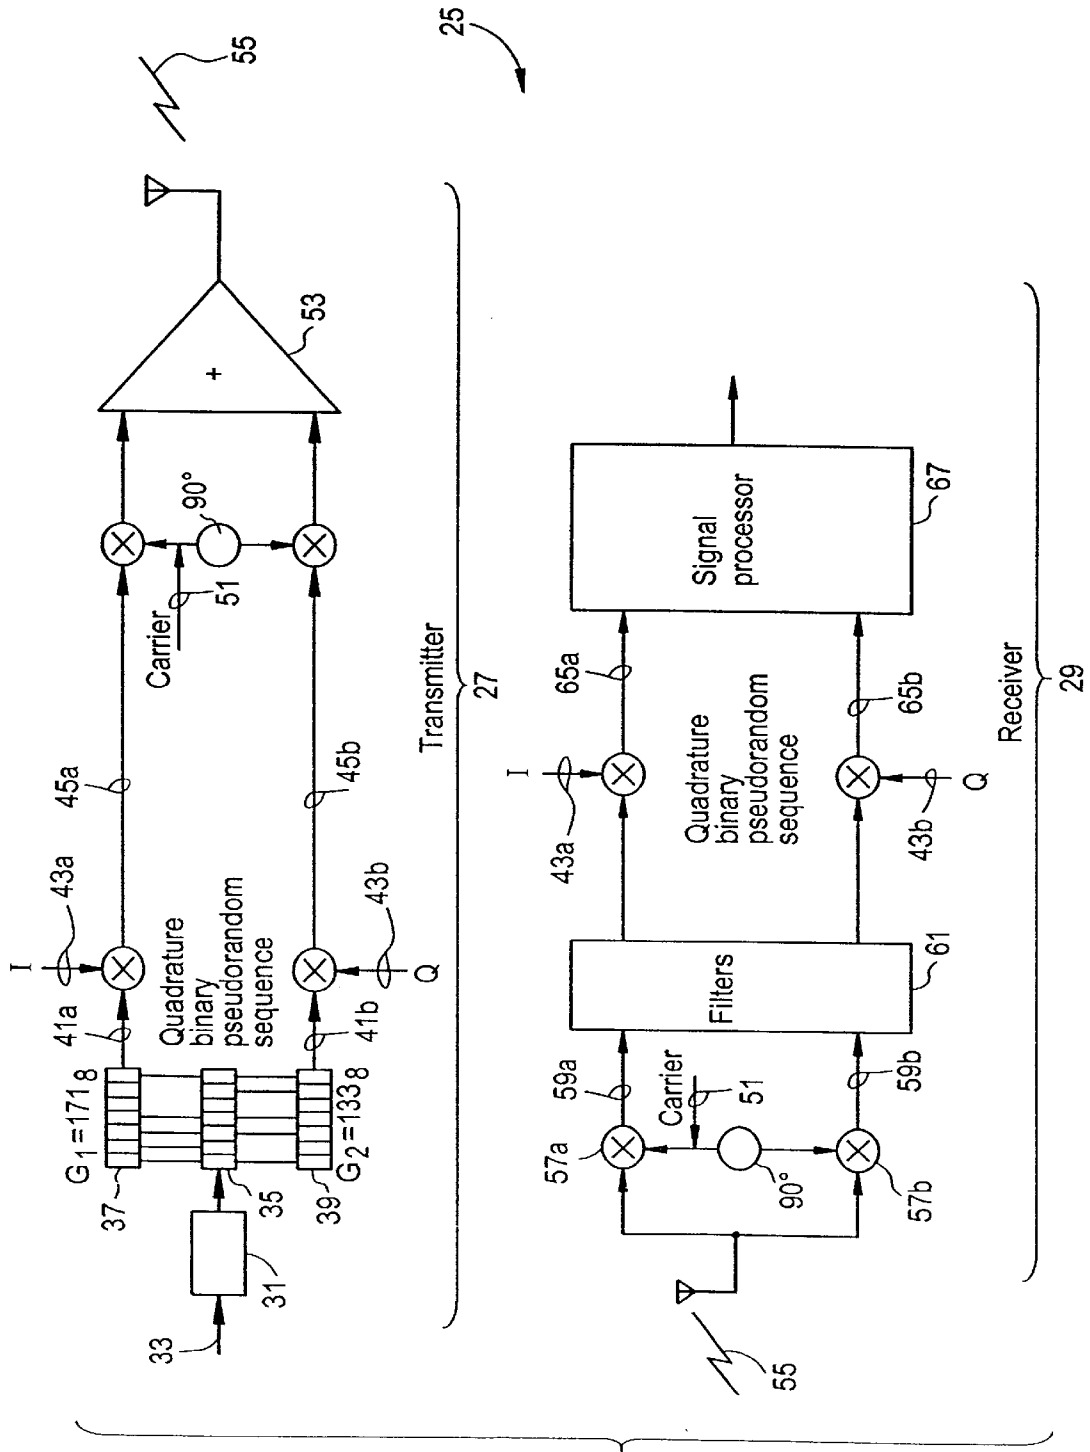 25
55
53
+
90°
Carrier
51
45a
45b
I
43a
43b
Q
41a
41b
Quadrature
binary
pseudorandom
sequence
G1 = 171 8
G2 = 133 8
37
35
39
31
33
Transmitter
27
55
57a
57b
90°
Carrier
51
59a
59b
Filters
61
I
43a
43b
Q
Quadrature
binary
pseudorandom
sequence
65a
65b
Signal
processor
67
Receiver
29